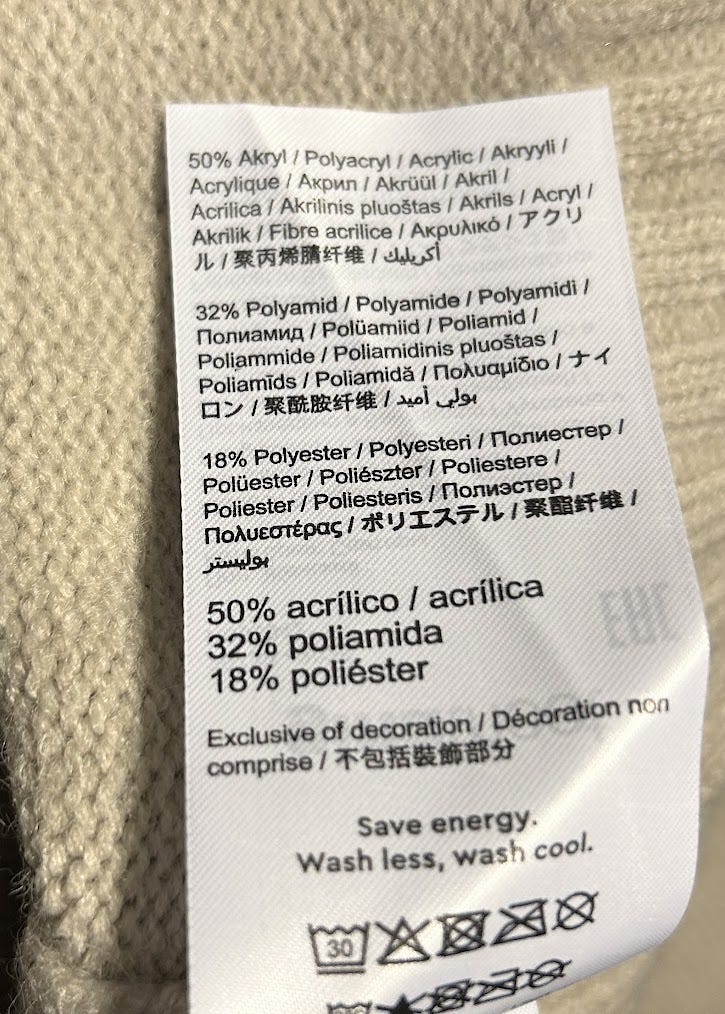 50% Akryl / Polyacryl / Acrylic / Akryyli /
Acrylique / Акрил / Akrüül / Akril /
Acrilica / Akrilinis pluoštas / Akrils / Acryl /
Akrilik / Fibre acrilice / Ακρυλικό / アクリ
ル / 聚丙烯腈纤维 / أكريليك
32% Polyamid / Polyamide / Polyamidi /
Полиамид / Polüamiid / Poliamid /
Poliammide / Poliamidinis pluoštas /
Poliamīds / Poliamidă / Πολυαμίδιο / ナイ
ロン / 聚酰胺纤维 / بولي أميد
18% Polyester / Polyesteri / Полиестер /
Polüester / Poliészter / Poliestere /
Poliester / Poliesteris / Полиэстер /
Πολυεστέρας / ポリエステル / 聚酯纤维 /
بوليستر
50% acrílico / acrílica
32% poliamida
18% poliéster
Exclusive of decoration / Décoration non
comprise / 不包括裝飾部分
Save energy.
Wash less, wash cool.
30